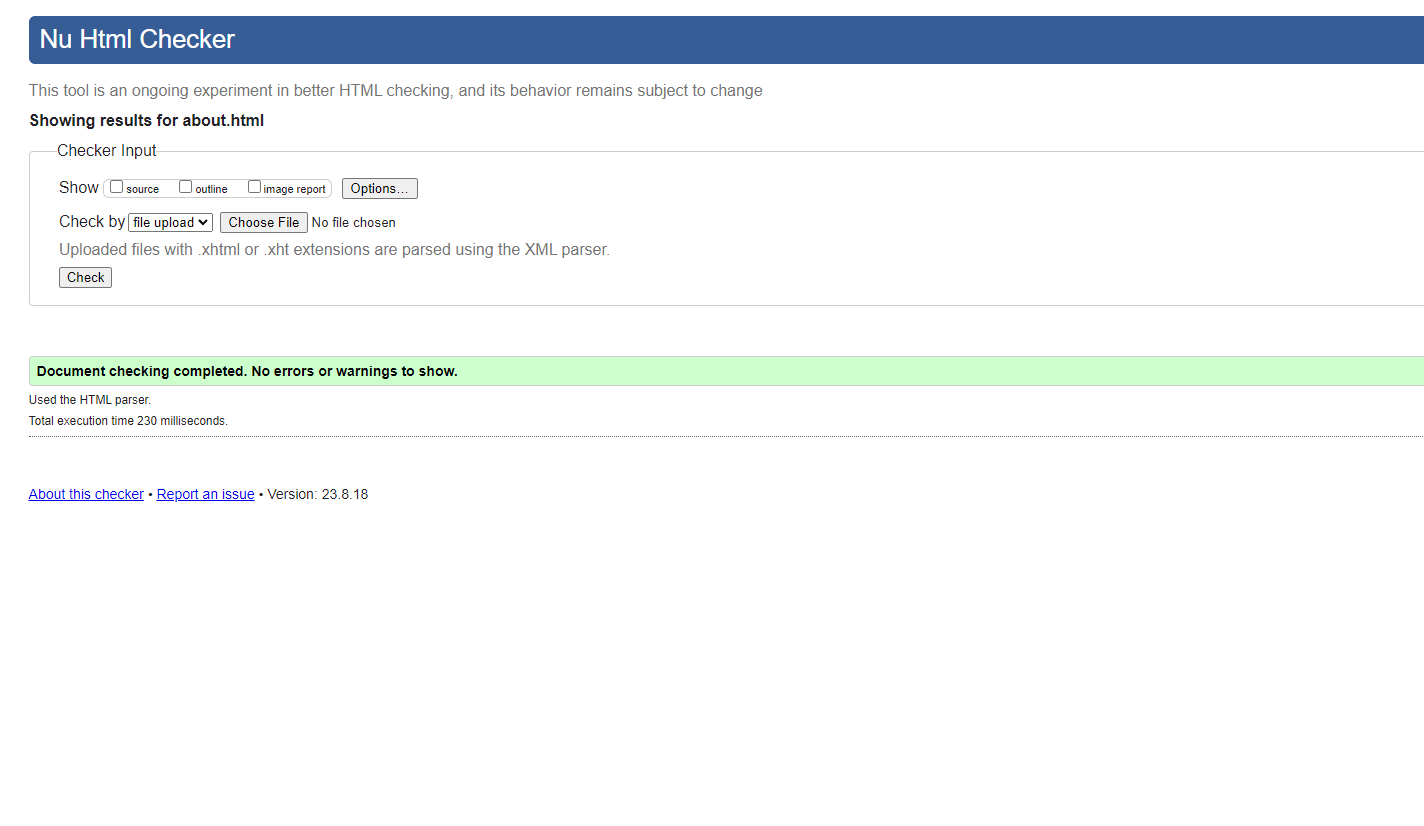 Nu Html Checker
This tool is an ongoing experiment in better HTML checking, and its behavior remains subject to change
Showing results for about.html
Checker Input
Show source outline image report Options...
Check by file upload Choose File No file chosen
Uploaded files with .xhtml or .xht extensions are parsed using the XML parser.
Check
Document checking completed. No errors or warnings to show.
Used the HTML parser.
Total execution time 230 milliseconds.
About this checker • Report an issue • Version: 23.8.18